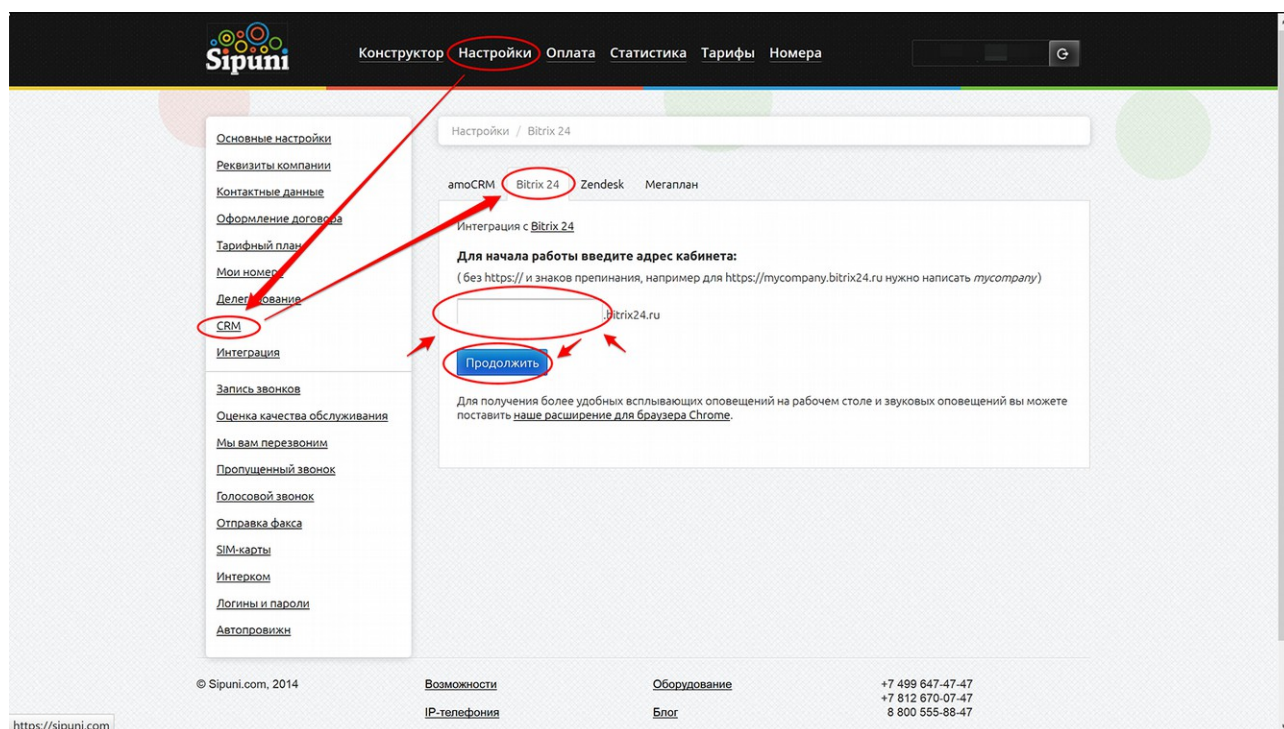 Sipuni
Конструктор Настройки Оплата Статистика Тарифы Номера
Основные настройки
Реквизиты компании
Контактные данные
Оформление договора
Тарифный план
Мои номера
Делегирование
CRM
Интеграция
Запись звонков
Оценка качества обслуживания
Мы вам перезвоним
Пропущенный звонок
Голосовой звонок
Отправка факса
SIM-карты
Интерком
Логины и пароли
Автопровижн
Настройки / Bitrix 24
amoCRM Bitrix 24 Zendesk Мегаплан
Интеграция с Bitrix 24
Для начала работы введите адрес кабинета:
( без https:// и знаков препинания, например для https://mycompany.bitrix24.ru нужно написать mycompany)
.bitrix24.ru
Продолжить
Для получения более удобных всплывающих оповещений на рабочем столе и звуковых оповещений вы можете
поставить наше расширение для браузера Chrome.
© Sipuni.com, 2014
Возможности
IP-телефония
Оборудование
Блог
+7 499 647-47-47
+7 812 670-07-47
8 800 555-88-47
https://sipuni.com